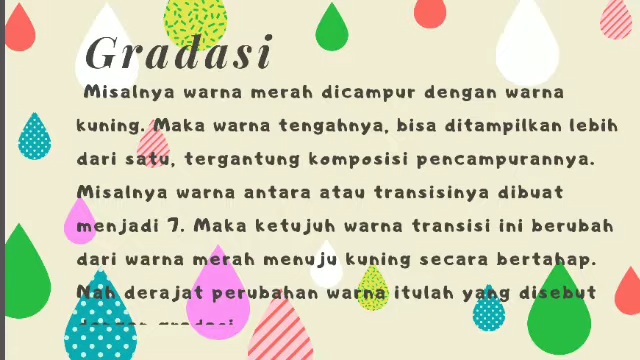 Gradasi
Misalnya warna merah dicampur dengan warna
kuning. Maka warna tengahnya, bisa ditampilkan lebih
dari satu, tergantung komposisi pencampurannya.
Misalnya warna antara atau transisinya dibuat
menjadi 7. Maka ketujuh warna transisi ini berubah
dari warna merah menuju kuning secara bertahap.
Nah derajat perubahan warna itulah yang disebut
dengan gradasi